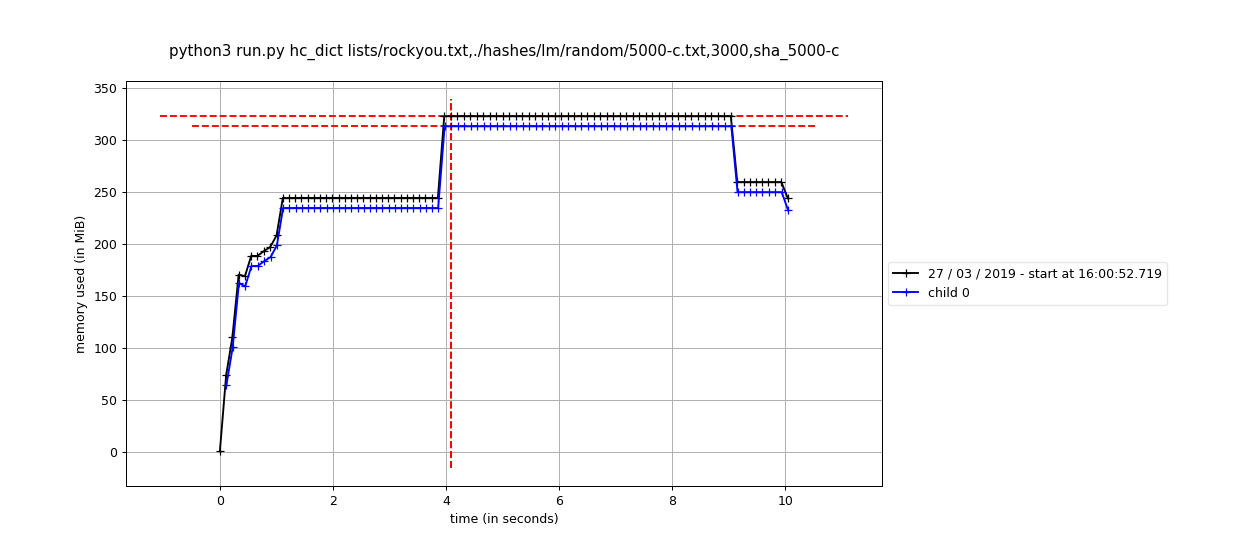 python3 run.py hc_dict lists/rockyou.txt,./hashes/lm/random/5000-c.txt,3000,sha_5000-c
350
300
250
200
150
100
50
0
memory used (in MiB)
0 2 4 6 8 10
time (in seconds)
27 / 03 / 2019 - start at 16:00:52.719
child 0